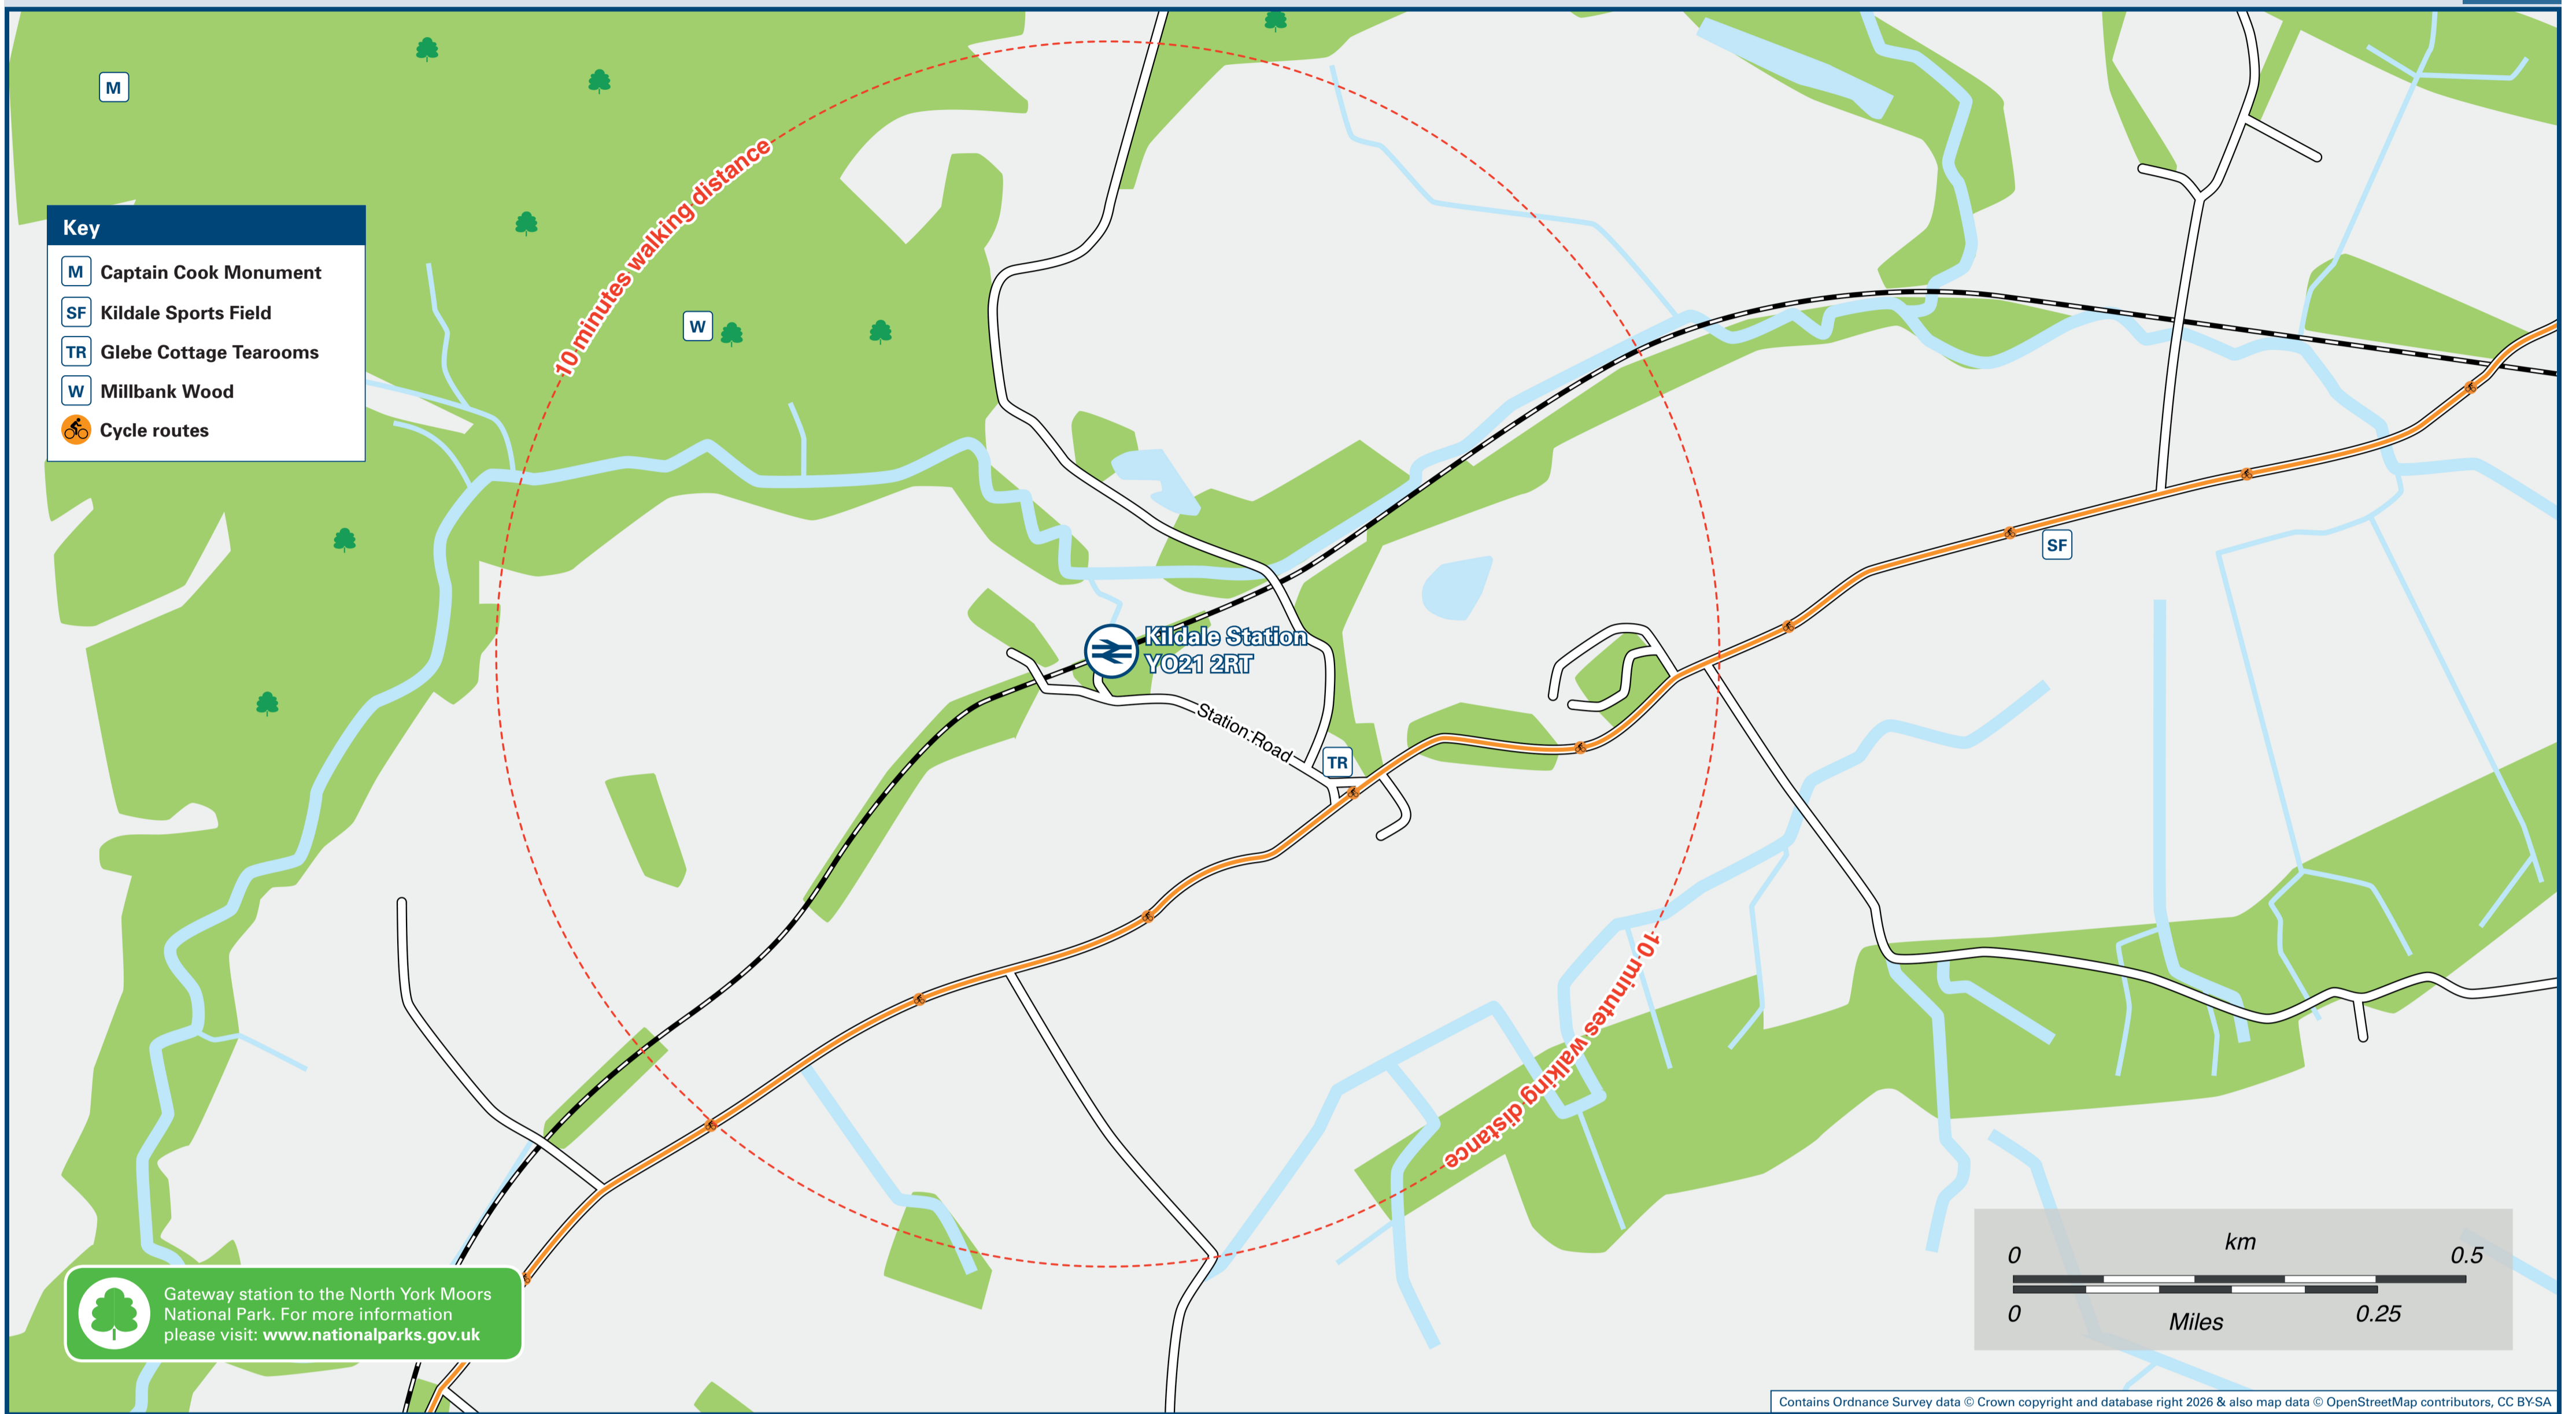 M
10 minutes walking distance
Key
M Captain Cook Monument
SF Kildale Sports Field
TR Glebe Cottage Tearooms
W Millbank Wood
Cycle routes
W
SF
Kildale Station
YO21 2RT
Station Road
TR
10 minutes walking distance
km
0 0.5
0 0.25
Miles
Gateway station to the North York Moors
National Park. For more information
please visit: www.nationalparks.gov.uk
Contains Ordnance Survey data © Crown copyright and database right 2026 & also map data © OpenStreetMap contributors, CC BY-SA